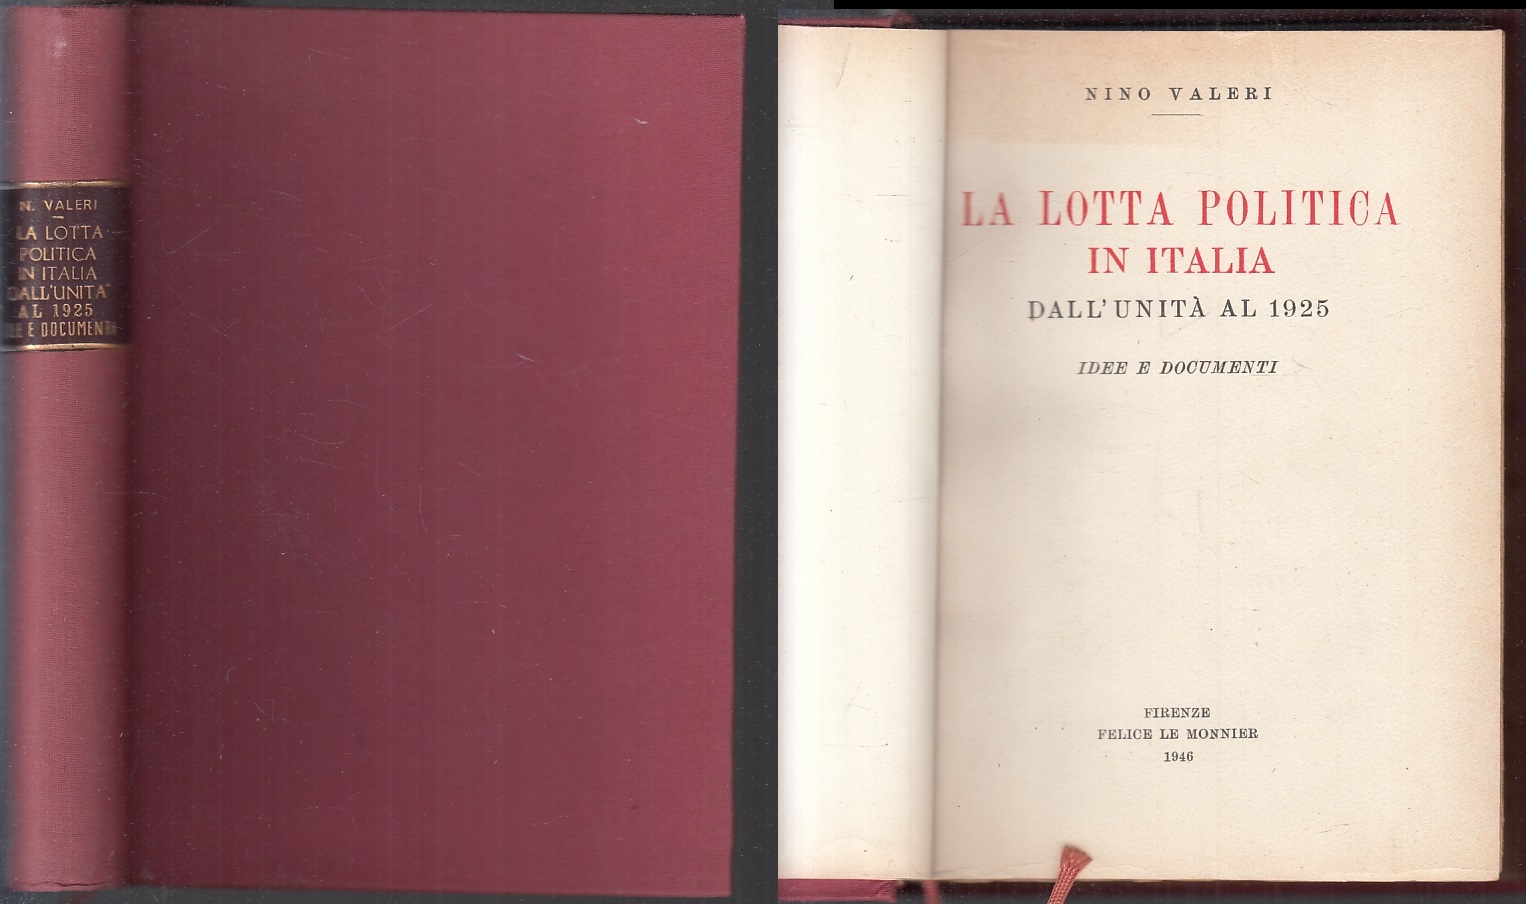 N. VALERI
LA LOTTA
POLITICA
IN ITALIA
DALL'UNITA'
AL 1925
E DOCUMENTI
NINO VALERI
LA LOTTA POLITICA
IN ITALIA
DALL'UNITÀ AL 1925
IDEE E DOCUMENTI
FIRENZE
FELICE LE MONNIER
1946